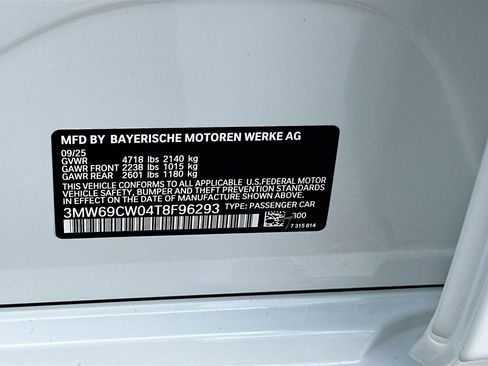 MFD BY BAYERISCHE MOTOREN WERKE AG
09/25
GVWR 4718 lbs 2140 kg
GAWR FRONT 2238 lbs 1015 kg
GAWR REAR 2601 lbs 1180 kg
THIS VEHICLE CONFORMS TO ALL APPLICABLE U.S.FEDERAL MOTOR
VEHICLE SAFETY, BUMPER AND THEFT PREVENTION STANDARDS
IN EFFECT ON THE DATE OF MANUFACTURE SHOWN ABOVE.
3MW69CW04T8F96293 TYPE: PASSENGER CAR
300
7 315 814